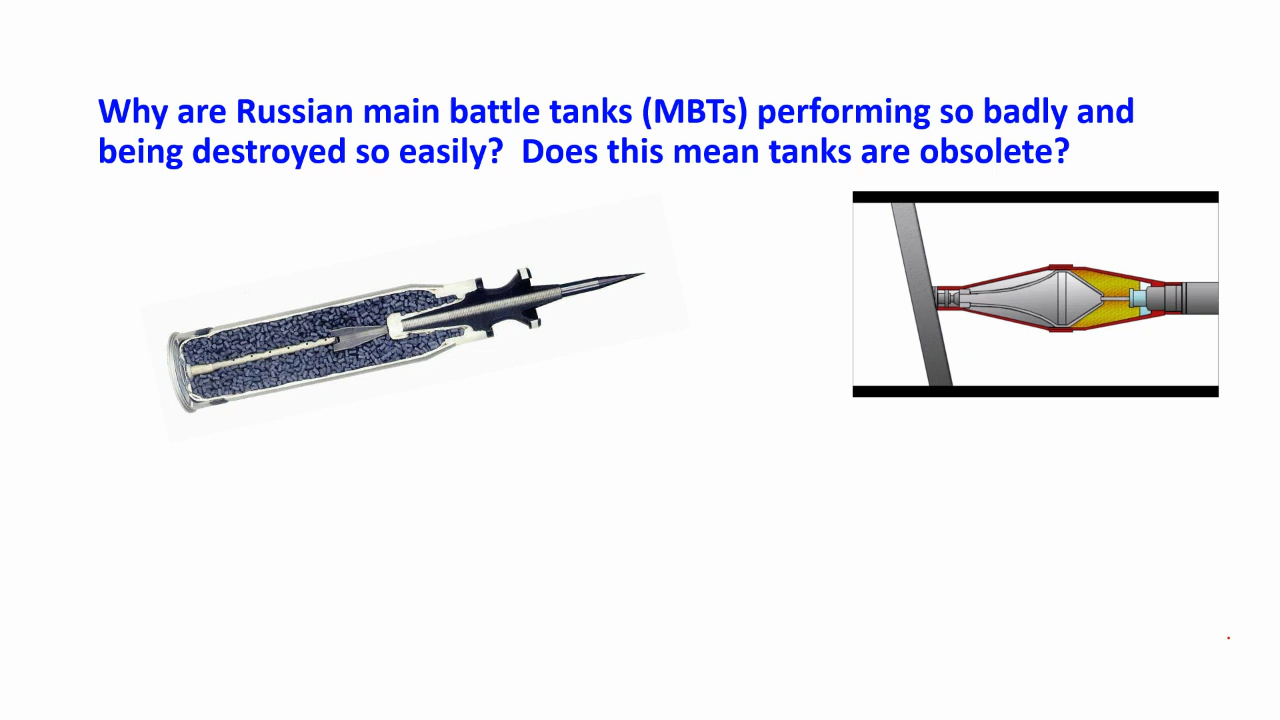 Why are Russian main battle tanks (MBTs) performing so badly and
being destroyed so easily?  Does this mean tanks are obsolete?